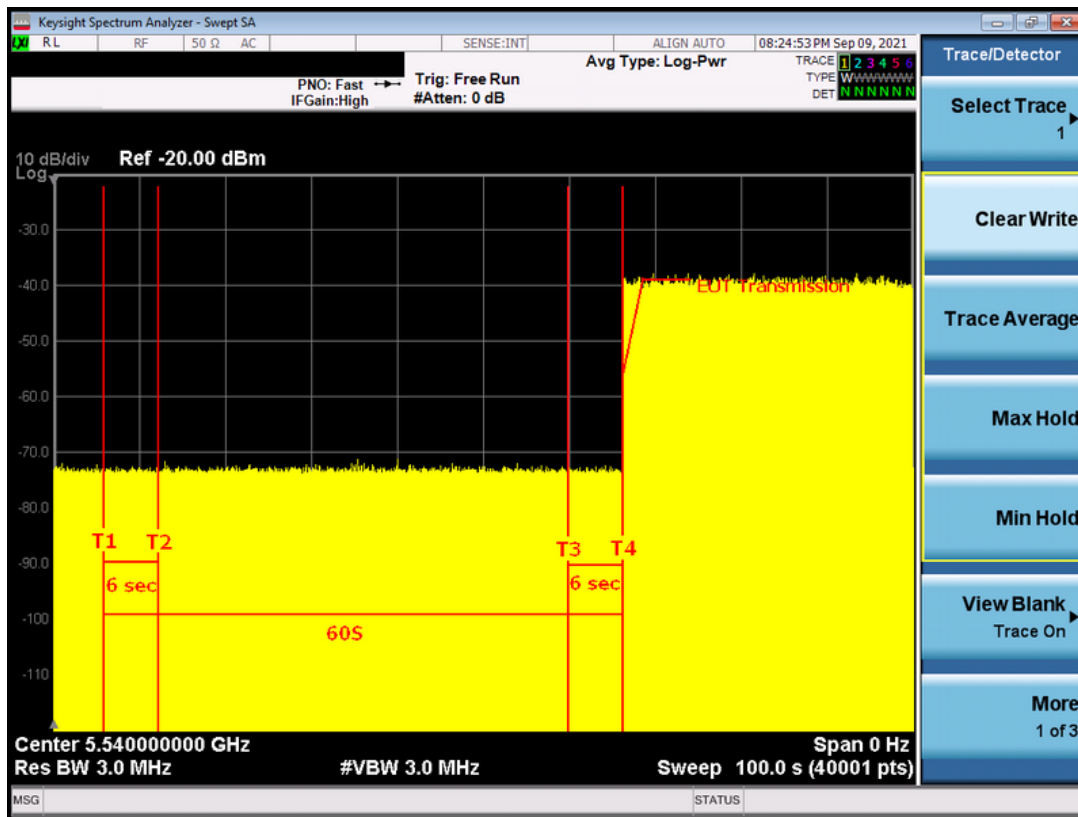 Keysight Spectrum Analyzer - Swept SA
LXI RL RF 50 Ω AC SENSE:INT ALIGN AUTO 08:24:53 PM Sep 09, 2021
Avg Type: Log-Pwr
TRACE 1 2 3 4 5 6
TYPE WWWWWW
DET N N N N N N
PNO: Fast
IFGain:High
Trig: Free Run
#Atten: 0 dB
10 dB/div
Log
Ref -20.00 dBm
-30.0
-40.0
EUT Transmission
-50.0
-60.0
-70.0
-80.0
T1 T2 T3 T4
-90.0
6 sec 6 sec
-100
60S
-110
Center 5.540000000 GHz Span 0 Hz
Res BW 3.0 MHz #VBW 3.0 MHz Sweep 100.0 s (40001 pts)
MSG STATUS
Trace/Detector
Select Trace
1
Clear Write
Trace Average
Max Hold
Min Hold
View Blank
Trace On
More
1 of 3